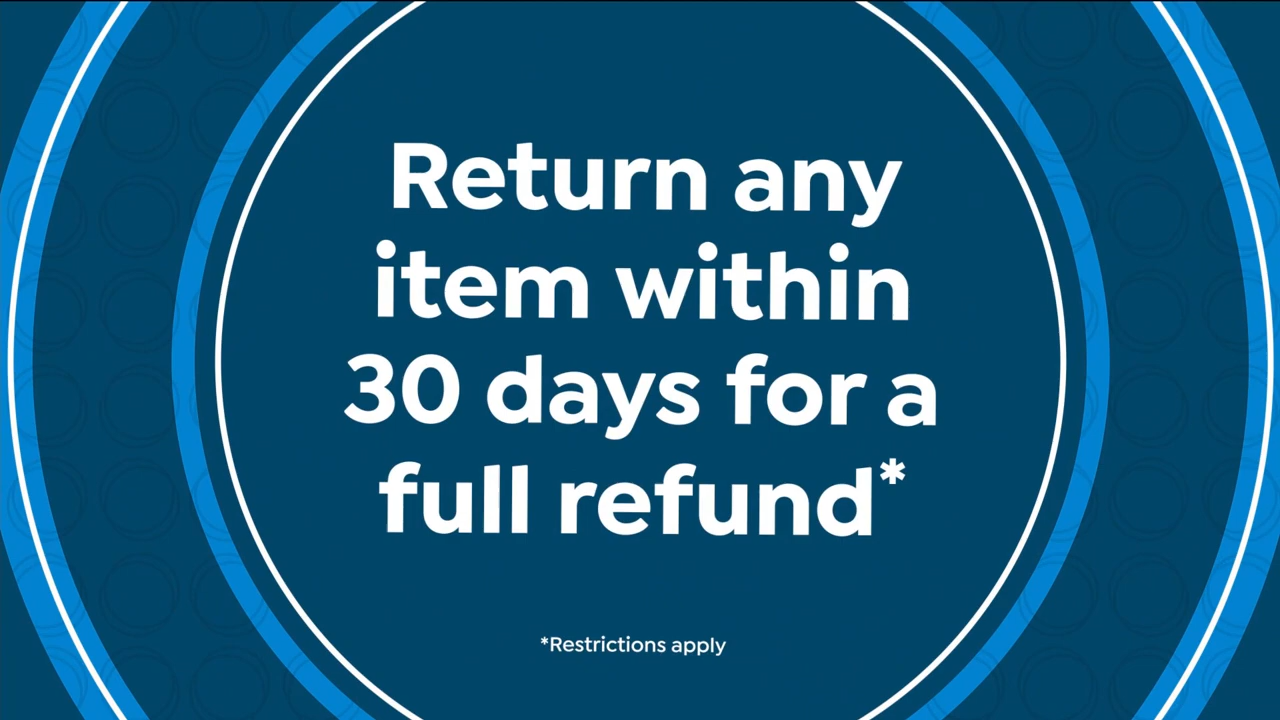 Return any
item within
30 days for a
full refund*
*Restrictions apply